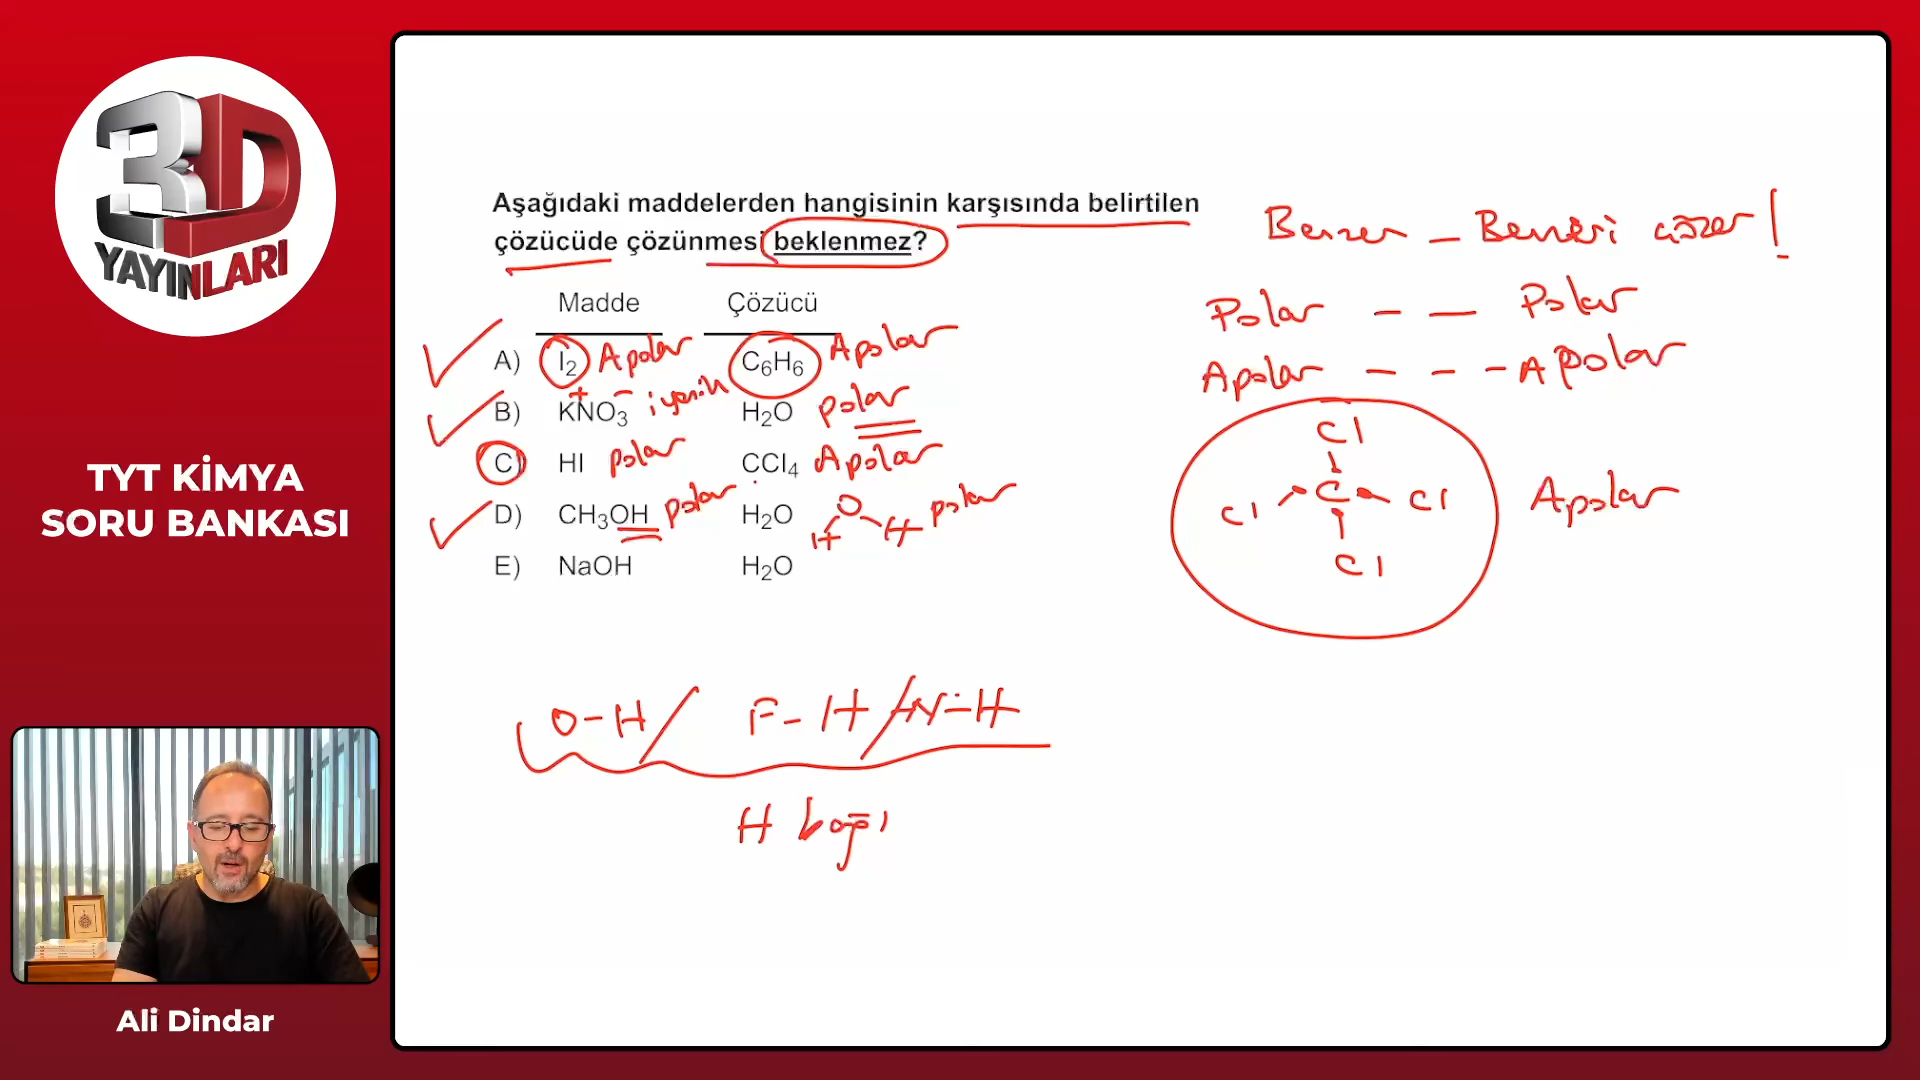 3D
YAYINLARI
TYT KİMYA
SORU BANKASI
Ali Dindar
Aşağıdaki maddelerden hangisinin karşısında belirtilen
çözücüde çözünmesi beklenmez?
Madde Çözücü
A) I2 Apolar C6H6 Apolar
B) K+NO3- iyonik H2O polar
C) HI polar CCl4 Apolar
D) CH3OH polar H2O O H H polar
E) NaOH H2O
O-H / F-H / N-H
H bağı
Benzer - Benzeri çözer!
Polar - - Polar
Apolar - - - Apolar
Cl
Cl C Cl Apolar
Cl